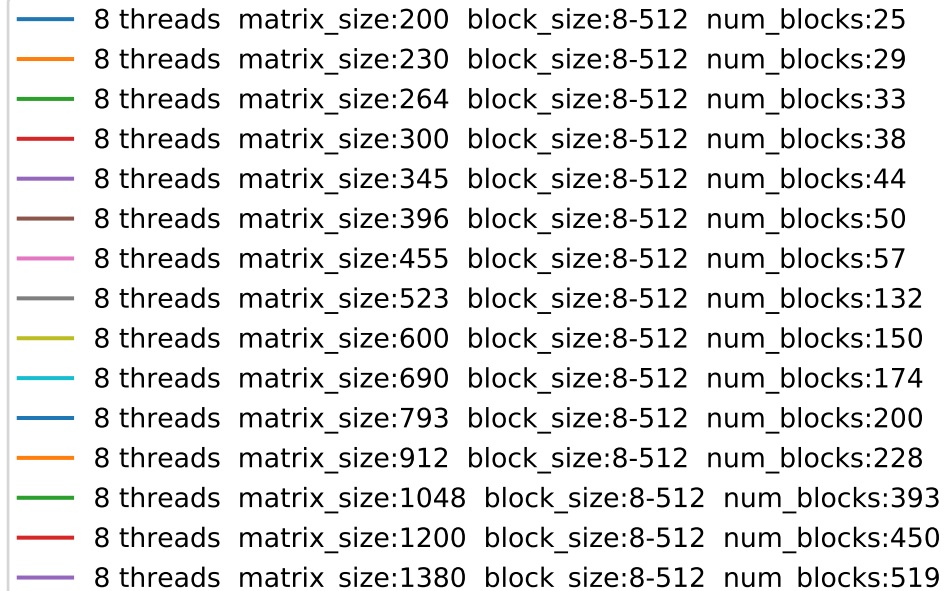 8 threads matrix_size:200 block_size:8-512 num_blocks:25
8 threads matrix_size:230 block_size:8-512 num_blocks:29
8 threads matrix_size:264 block_size:8-512 num_blocks:33
8 threads matrix_size:300 block_size:8-512 num_blocks:38
8 threads matrix_size:345 block_size:8-512 num_blocks:44
8 threads matrix_size:396 block_size:8-512 num_blocks:50
8 threads matrix_size:455 block_size:8-512 num_blocks:57
8 threads matrix_size:523 block_size:8-512 num_blocks:132
8 threads matrix_size:600 block_size:8-512 num_blocks:150
8 threads matrix_size:690 block_size:8-512 num_blocks:174
8 threads matrix_size:793 block_size:8-512 num_blocks:200
8 threads matrix_size:912 block_size:8-512 num_blocks:228
8 threads matrix_size:1048 block_size:8-512 num_blocks:393
8 threads matrix_size:1200 block_size:8-512 num_blocks:450
8 threads matrix_size:1380 block_size:8-512 num_blocks:519